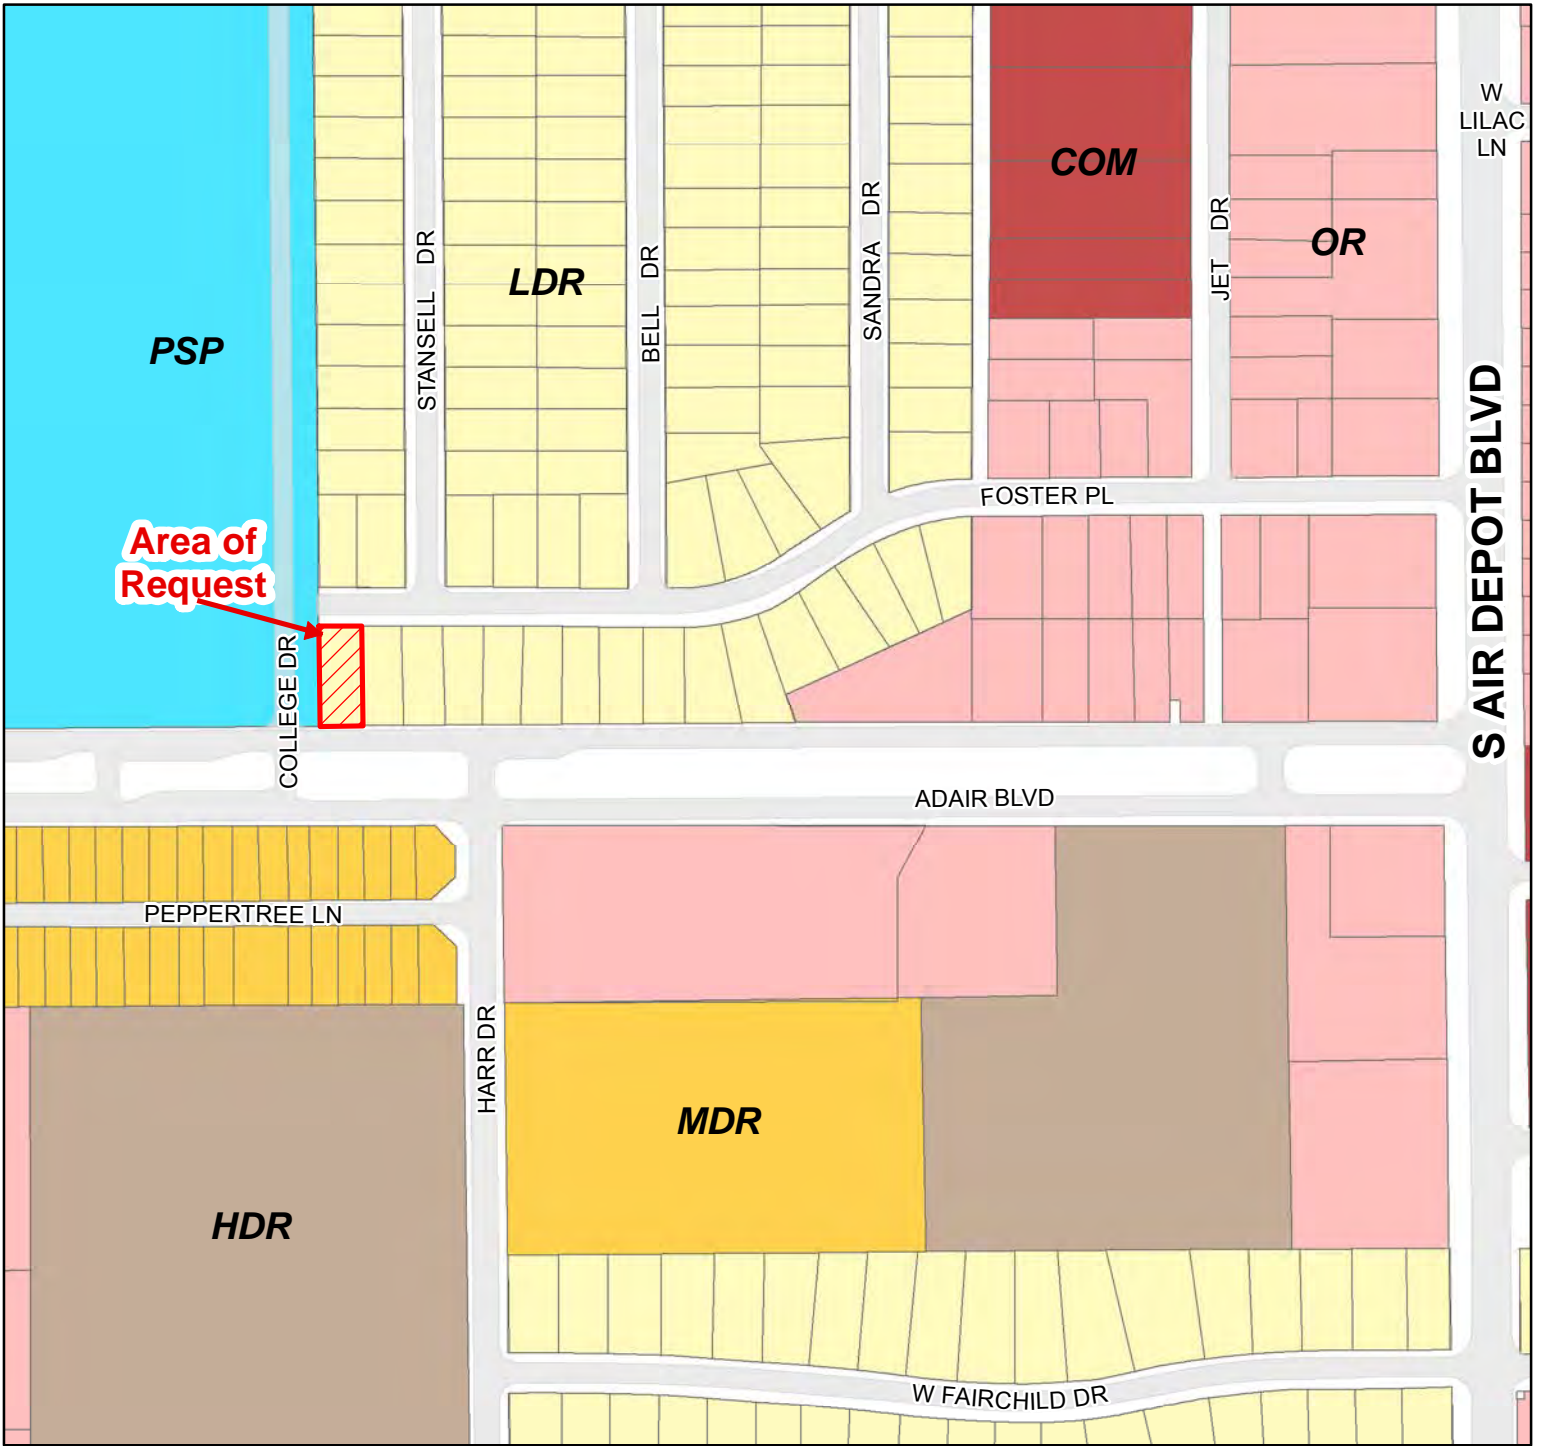 W
LILAC
LN
COM
STANSELL DR
BELL DR
SANDRA DR
JET DR
OR
LDR
PSP
S AIR DEPOT BLVD
FOSTER PL
Area of
Request
COLLEGE DR
ADAIR BLVD
PEPPERTREE LN
HARR DR
MDR
HDR
W FAIRCHILD DR